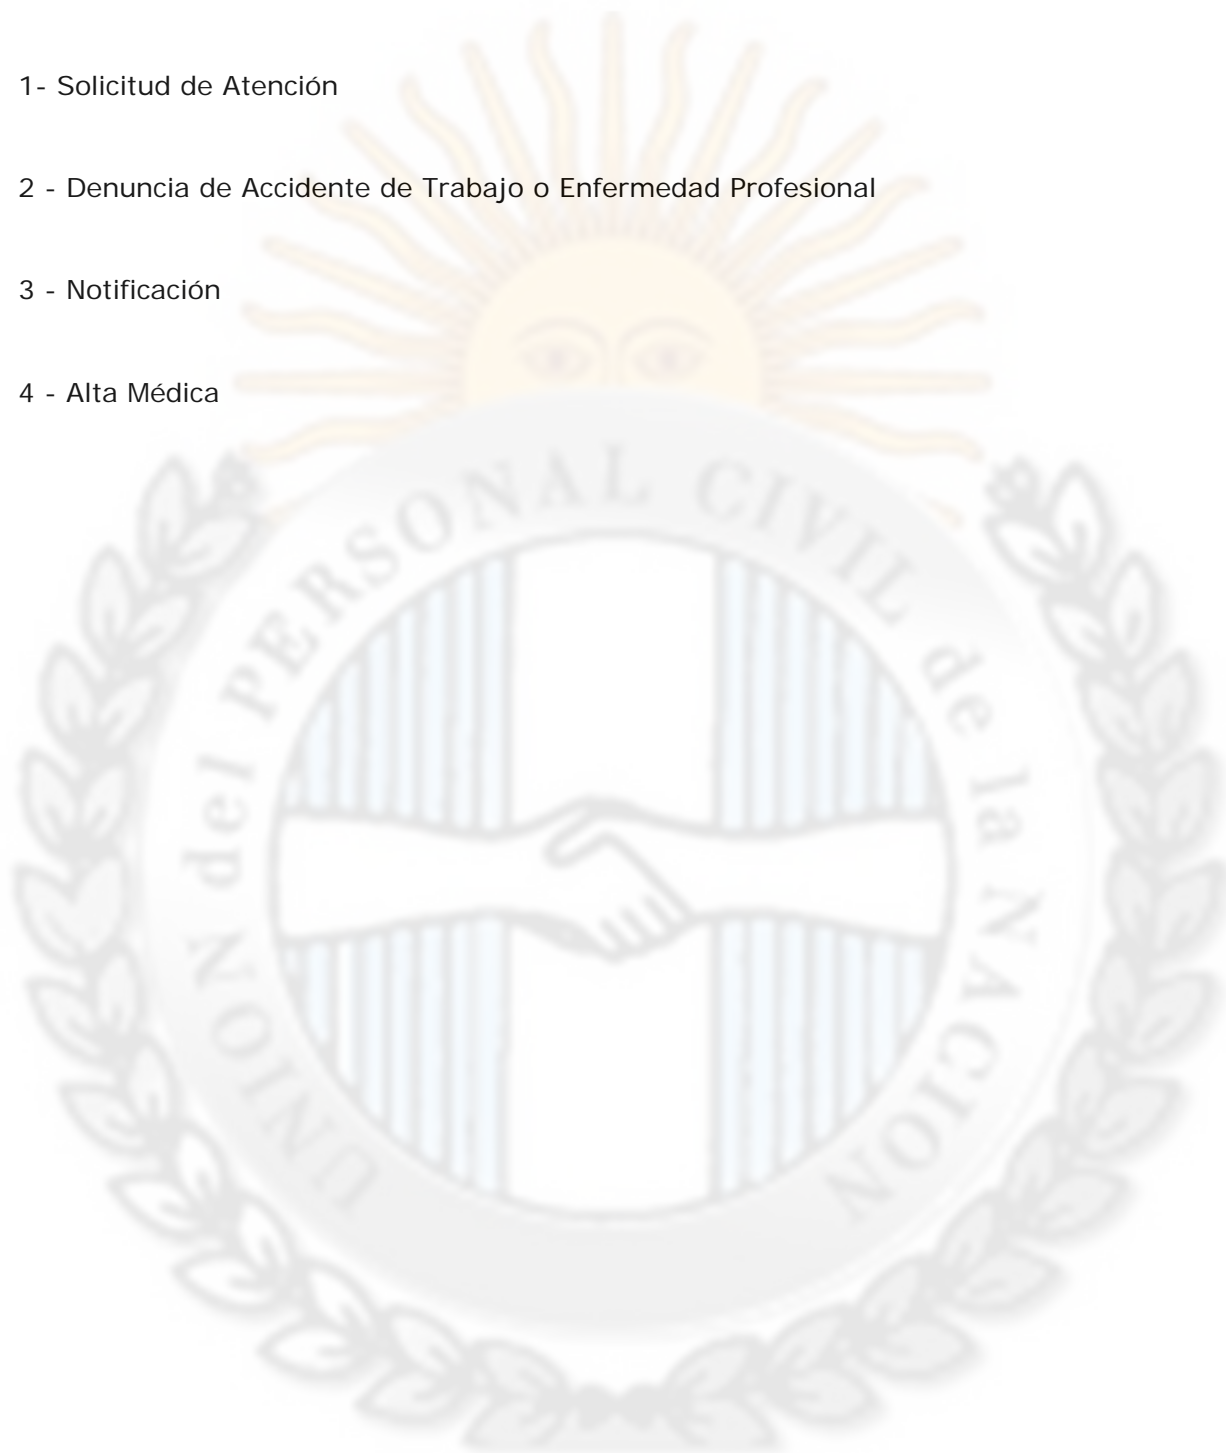 1- Solicitud de Atención
2 - Denuncia de Accidente de Trabajo o Enfermedad Profesional
3 - Notificación
4 - Alta Médica
UNION del PERSONAL CIVIL de la NACION